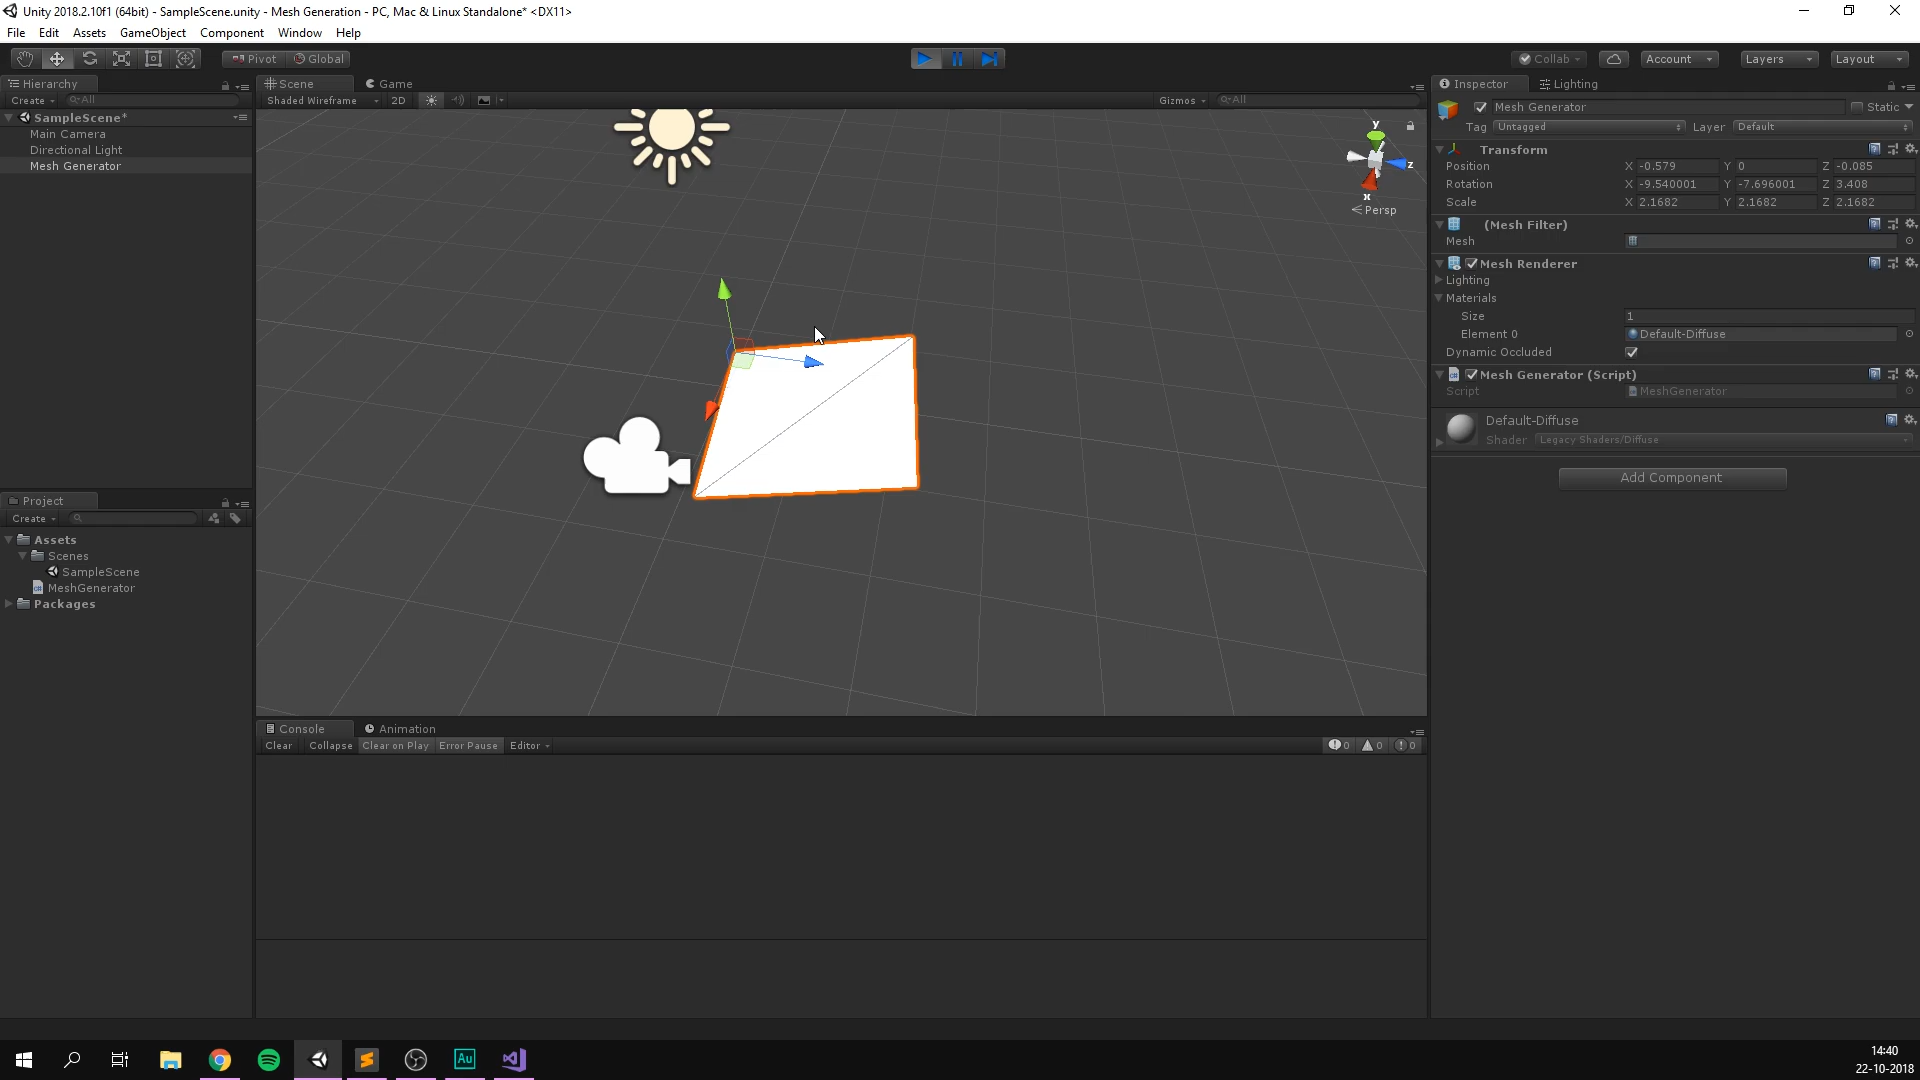 Unity 2018.2.10f1 (64bit) - SampleScene.unity - Mesh Generation - PC, Mac & Linux Standalone* <DX11>
File Edit Assets GameObject Component Window Help
Pivot Global Collab Account Layers Layout
Hierarchy
Create All
SampleScene*
Main Camera
Directional Light
Mesh Generator
Project
Create
Assets
Scenes
SampleScene
MeshGenerator
Packages
Scene Game
Shaded Wireframe 2D Gizmos All
y
z
x
Persp
Console Animation
Clear Collapse Clear on Play Error Pause Editor 0 0 0
Inspector Lighting
Mesh Generator Static
Tag Untagged Layer Default
Transform
Position X -0.579 Y 0 Z -0.085
Rotation X -9.540001 Y -7.696001 Z 3.408
Scale X 2.1682 Y 2.1682 Z 2.1682
(Mesh Filter)
Mesh
Mesh Renderer
Lighting
Materials
Size 1
Element 0 Default-Diffuse
Dynamic Occluded
Mesh Generator (Script)
Script MeshGenerator
Default-Diffuse
Shader Legacy Shaders/Diffuse
Add Component
Au
14:40
22-10-2018